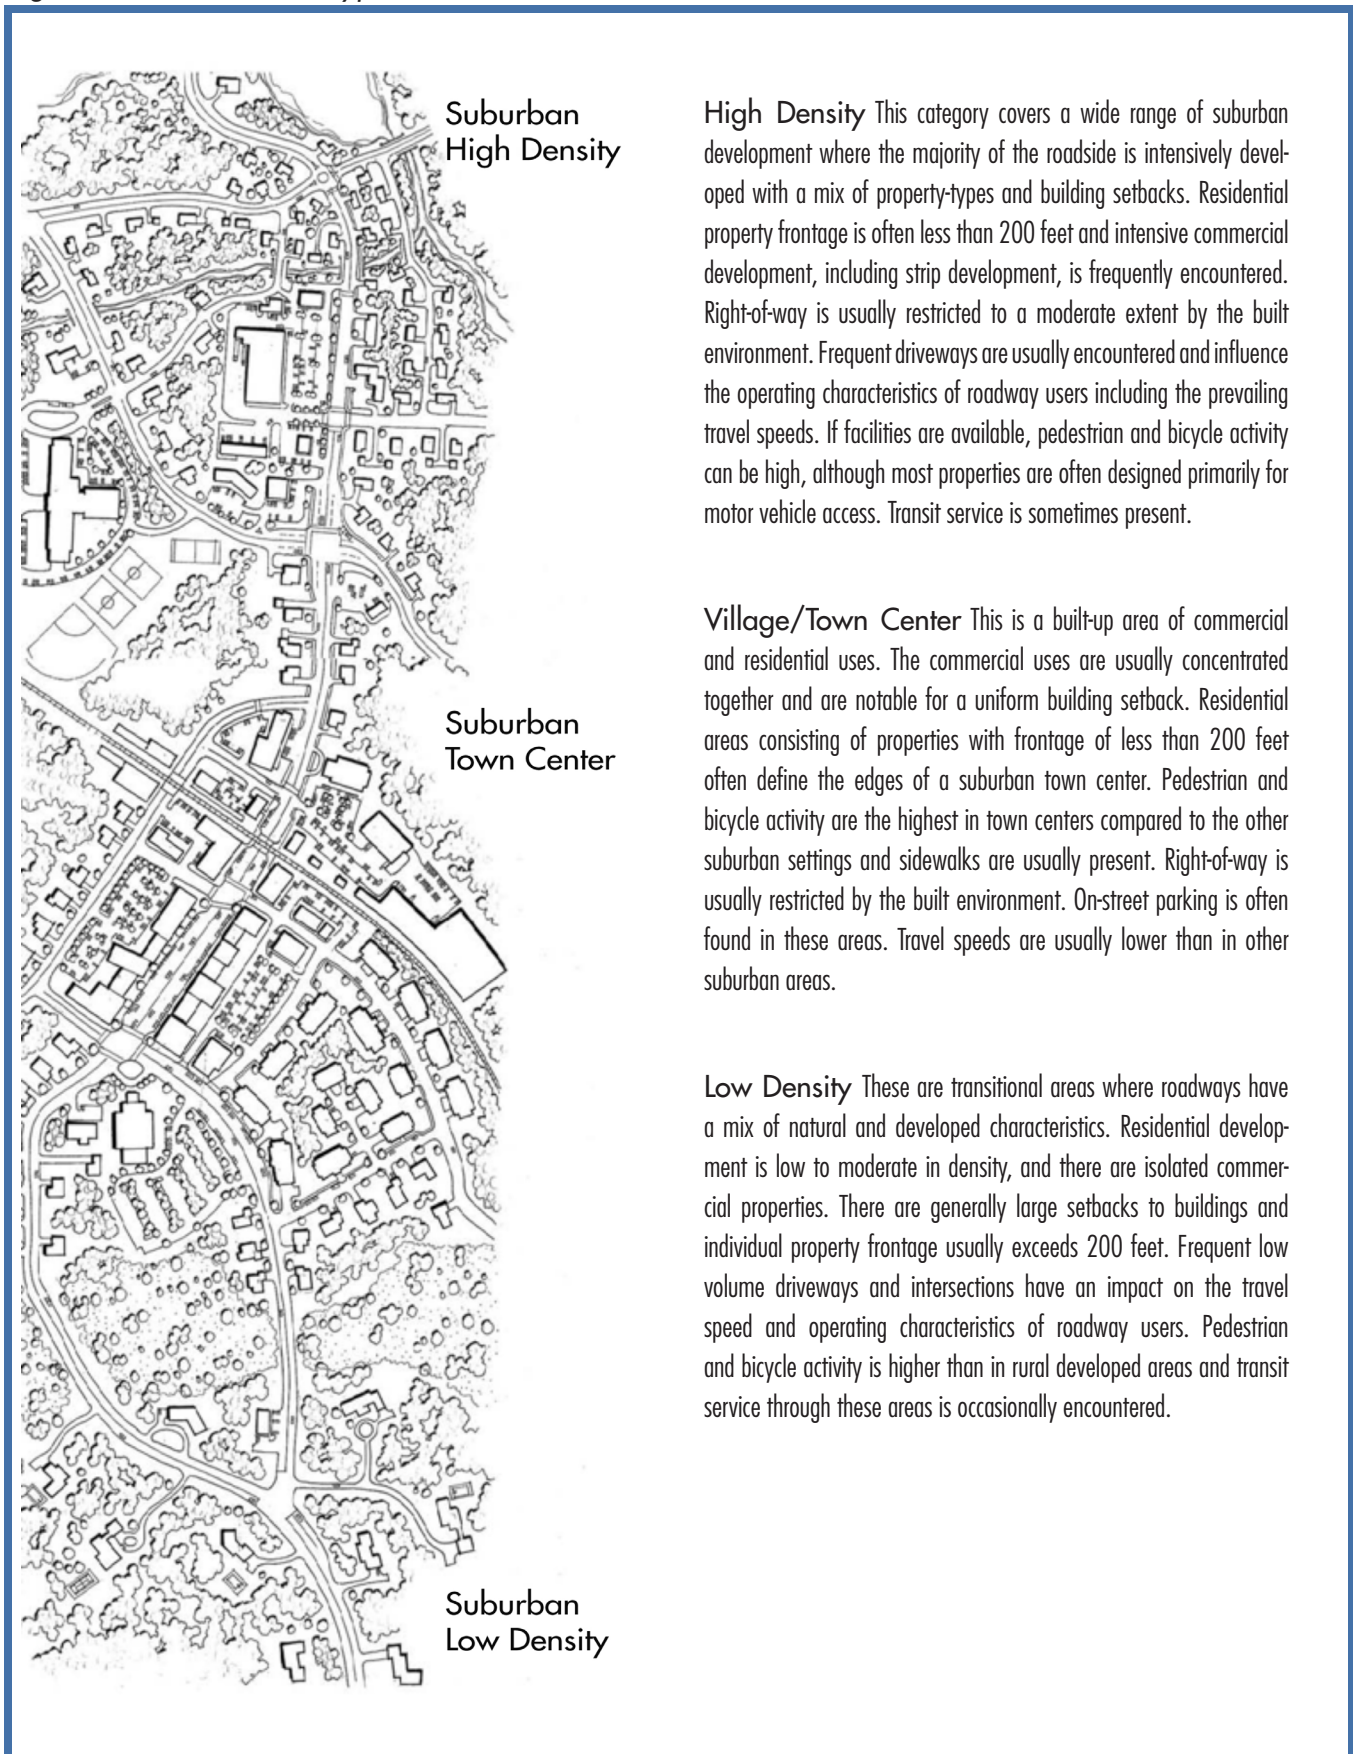 Suburban
High Density
High Density This category covers a wide range of suburban
development where the majority of the roadside is intensively devel-
oped with a mix of property-types and building setbacks. Residential
property frontage is often less than 200 feet and intensive commercial
development, including strip development, is frequently encountered.
Right-of-way is usually restricted to a moderate extent by the built
environment. Frequent driveways are usually encountered and influence
the operating characteristics of roadway users including the prevailing
travel speeds. If facilities are available, pedestrian and bicycle activity
can be high, although most properties are often designed primarily for
motor vehicle access. Transit service is sometimes present.
Suburban
Town Center
Village/Town Center This is a built-up area of commercial
and residential uses. The commercial uses are usually concentrated
together and are notable for a uniform building setback. Residential
areas consisting of properties with frontage of less than 200 feet
often define the edges of a suburban town center. Pedestrian and
bicycle activity are the highest in town centers compared to the other
suburban settings and sidewalks are usually present. Right-of-way is
usually restricted by the built environment. On-street parking is often
found in these areas. Travel speeds are usually lower than in other
suburban areas.
Low Density These are transitional areas where roadways have
a mix of natural and developed characteristics. Residential develop-
ment is low to moderate in density, and there are isolated commer-
cial properties. There are generally large setbacks to buildings and
individual property frontage usually exceeds 200 feet. Frequent low
volume driveways and intersections have an impact on the travel
speed and operating characteristics of roadway users. Pedestrian
and bicycle activity is higher than in rural developed areas and transit
service through these areas is occasionally encountered.
Suburban
Low Density